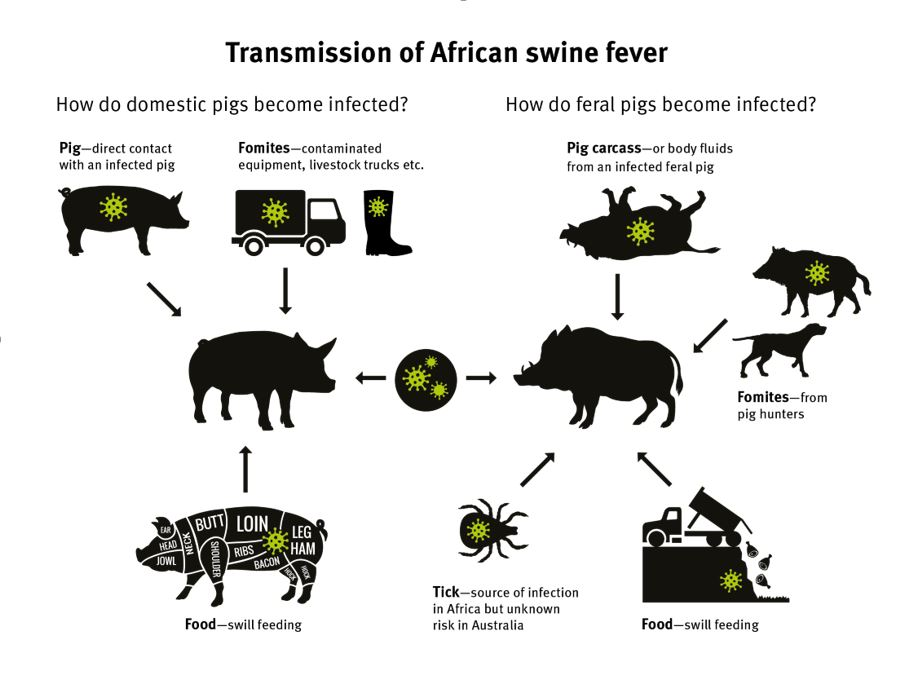 Transmission of African swine fever
How do domestic pigs become infected?
How do feral pigs become infected?
Pig—direct contact
with an infected pig
Fomites—contaminated
equipment, livestock trucks etc.
Pig carcass—or body fluids
from an infected feral pig
Fomites—from
pig hunters
EAR
HEAD
JOWL
NECK
BUTT
SHOULDER
LOIN
RIBS
BACON
LEG
HAM
HOCK
HOCK
Food—swill feeding
Tick—source of infection
in Africa but unknown
risk in Australia
Food—swill feeding